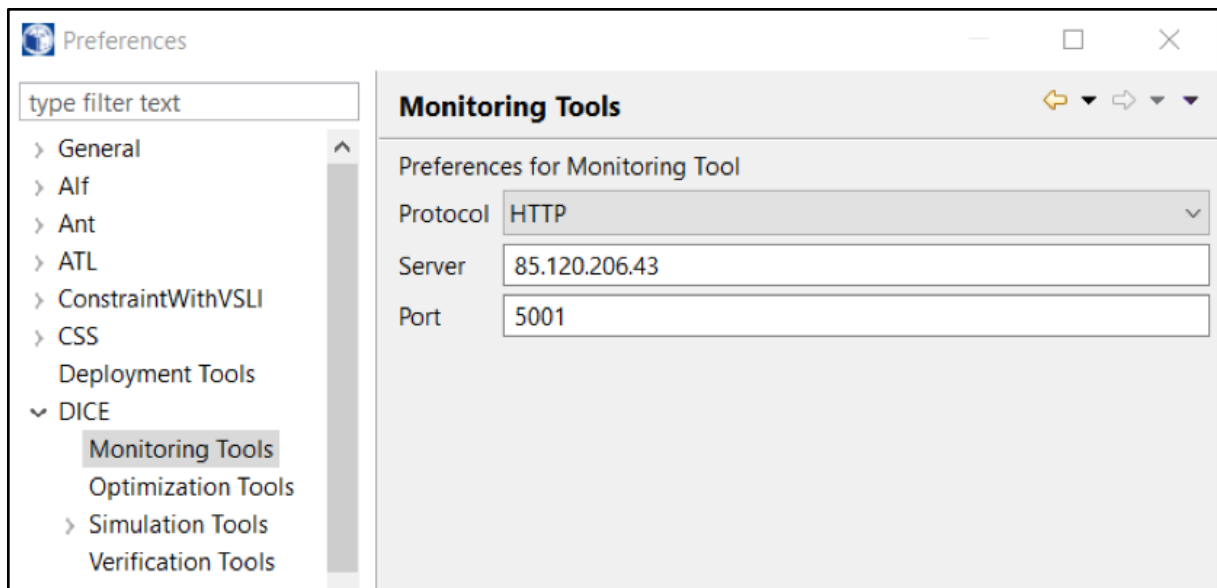 Preferences
type filter text
General
Alf
Ant
ATL
ConstraintWithVSLI
CSS
Deployment Tools
DICE
Monitoring Tools
Optimization Tools
Simulation Tools
Verification Tools
Monitoring Tools
Preferences for Monitoring Tool
Protocol HTTP
Server 85.120.206.43
Port 5001